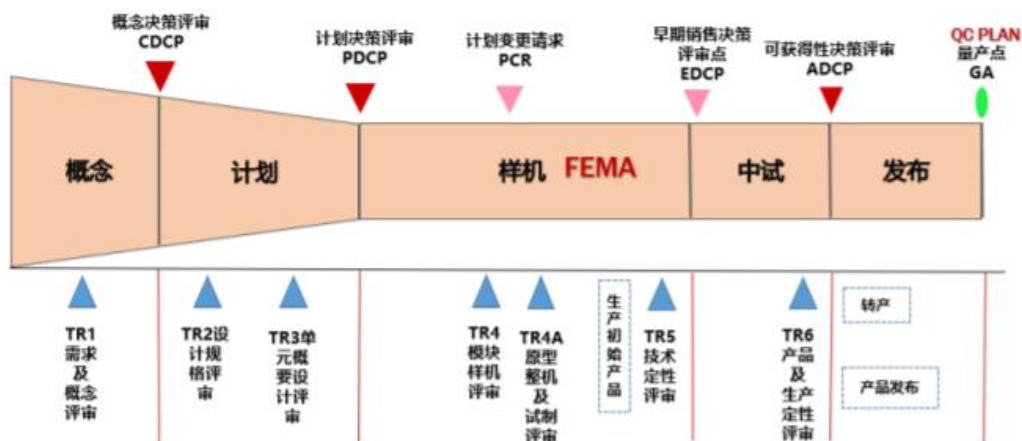 概念决策评审
CDCP
计划决策评审
PDCP
计划变更请求
PCR
早期销售决策
评审点
EDCP
可获得性决策评审
ADCP
QC PLAN
量产点
GA
概念
计划
样机 FEMA
中试
发布
TR1
需求
及
概念
评审
TR2设
计规
格评
审
TR3单
元概
要设
计评
审
TR4
模块
样机
评审
TR4A
原型
整机
及
试制
评审
生
产
初
始
产
品
TR5
技术
定性
评审
TR6
产品
及
生产
定性
评审
转产
产品发布